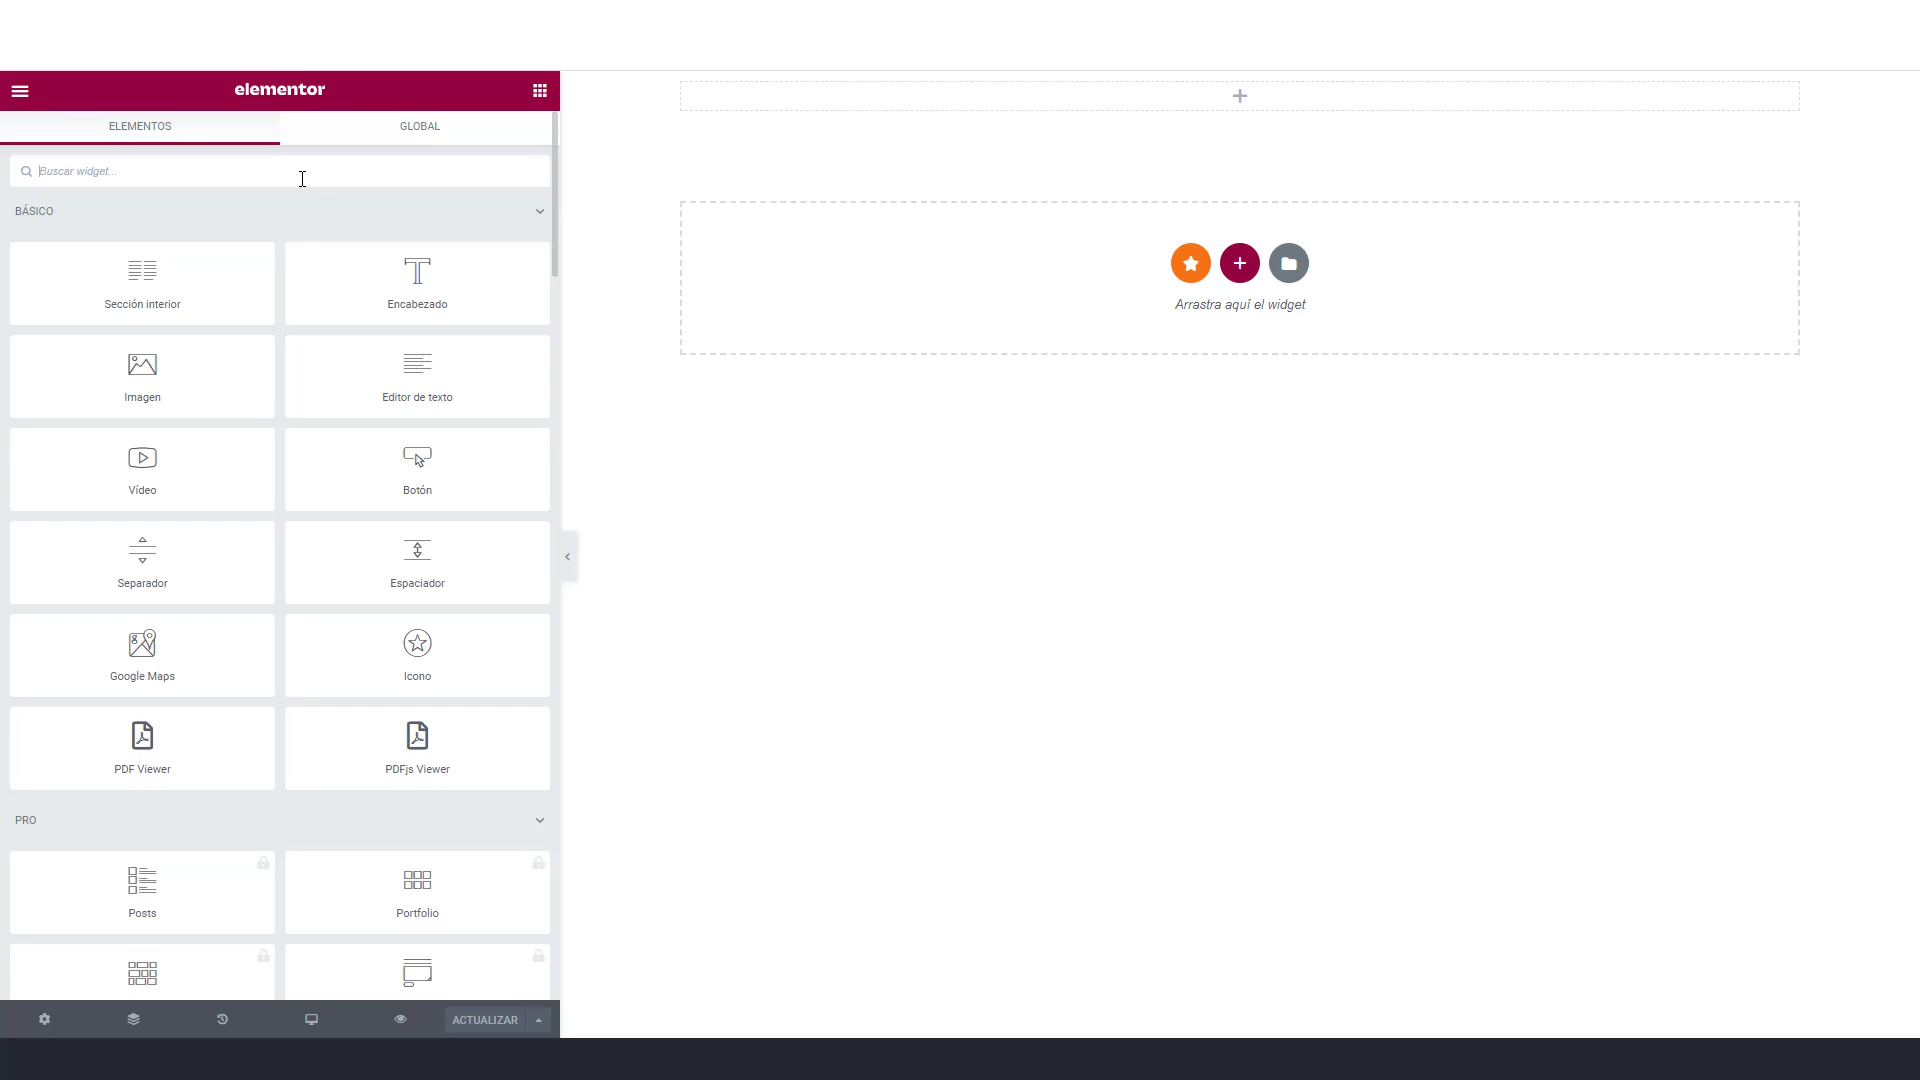 elementor
ELEMENTOS
GLOBAL
Buscar widget...
BÁSICO
Sección interior
Encabezado
Imagen
Editor de texto
Vídeo
Botón
Separador
Espaciador
Google Maps
Icono
PDF Viewer
PDFjs Viewer
PRO
Posts
Portfolio
ACTUALIZAR
Arrastra aquí el widget